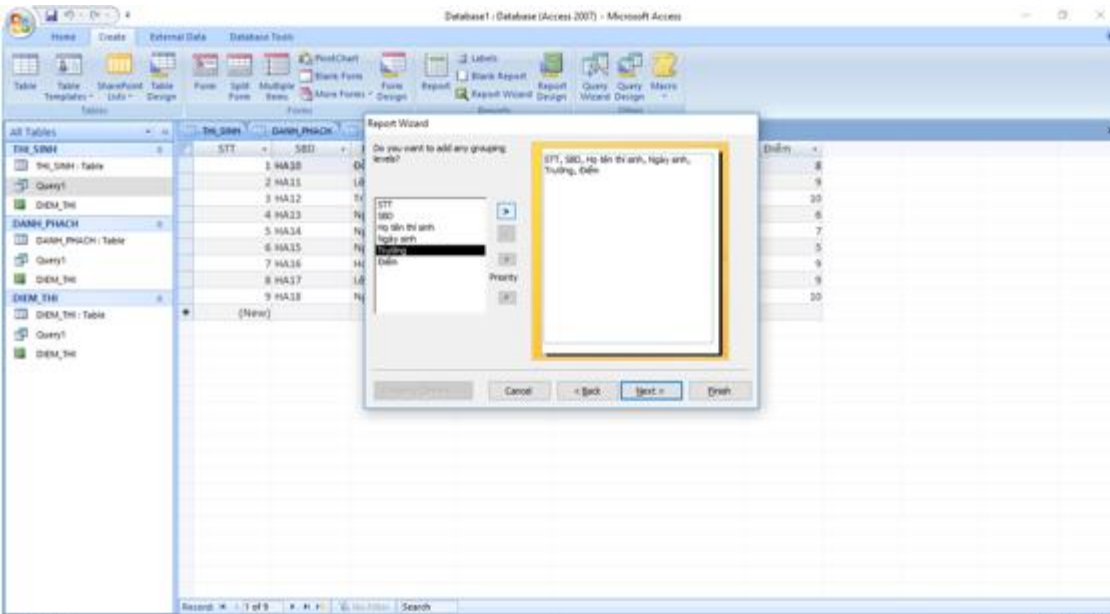 Database1 : Database (Access 2007) - Microsoft Access
Home Create External Data Database Tools
PivotChart Labels
Blank Form Blank Report
More Forms Report Wizard
Table Table Templates SharePoint Lists Table Design Form Split Form Multiple Items Form Design Report Report Design Query Wizard Query Design Macro
Tables Forms Reports Other
All Tables
THI_SINH
THI_SINH : Table
Query1
DIEM_THI
DANH_PHACH
DANH_PHACH : Table
Query1
DIEM_THI
DIEM_THI
DIEM_THI : Table
Query1
DIEM_THI
THI_SINH DANH_PHACH
STT SBD Điểm
1 HA10 8
2 HA11 9
3 HA12 10
4 HA13 6
5 HA14 7
6 HA15 5
7 HA16 9
8 HA17 9
9 HA18 10
(New)
Report Wizard
Do you want to add any grouping
levels?
STT
SBD
Họ tên thí sinh
Ngày sinh
Trường
Điểm
Priority
STT, SBD, Họ tên thí sinh, Ngày sinh,
Trường, Điểm
Cancel < Back Next > Finish
Record: 1 of 9 No Filter Search